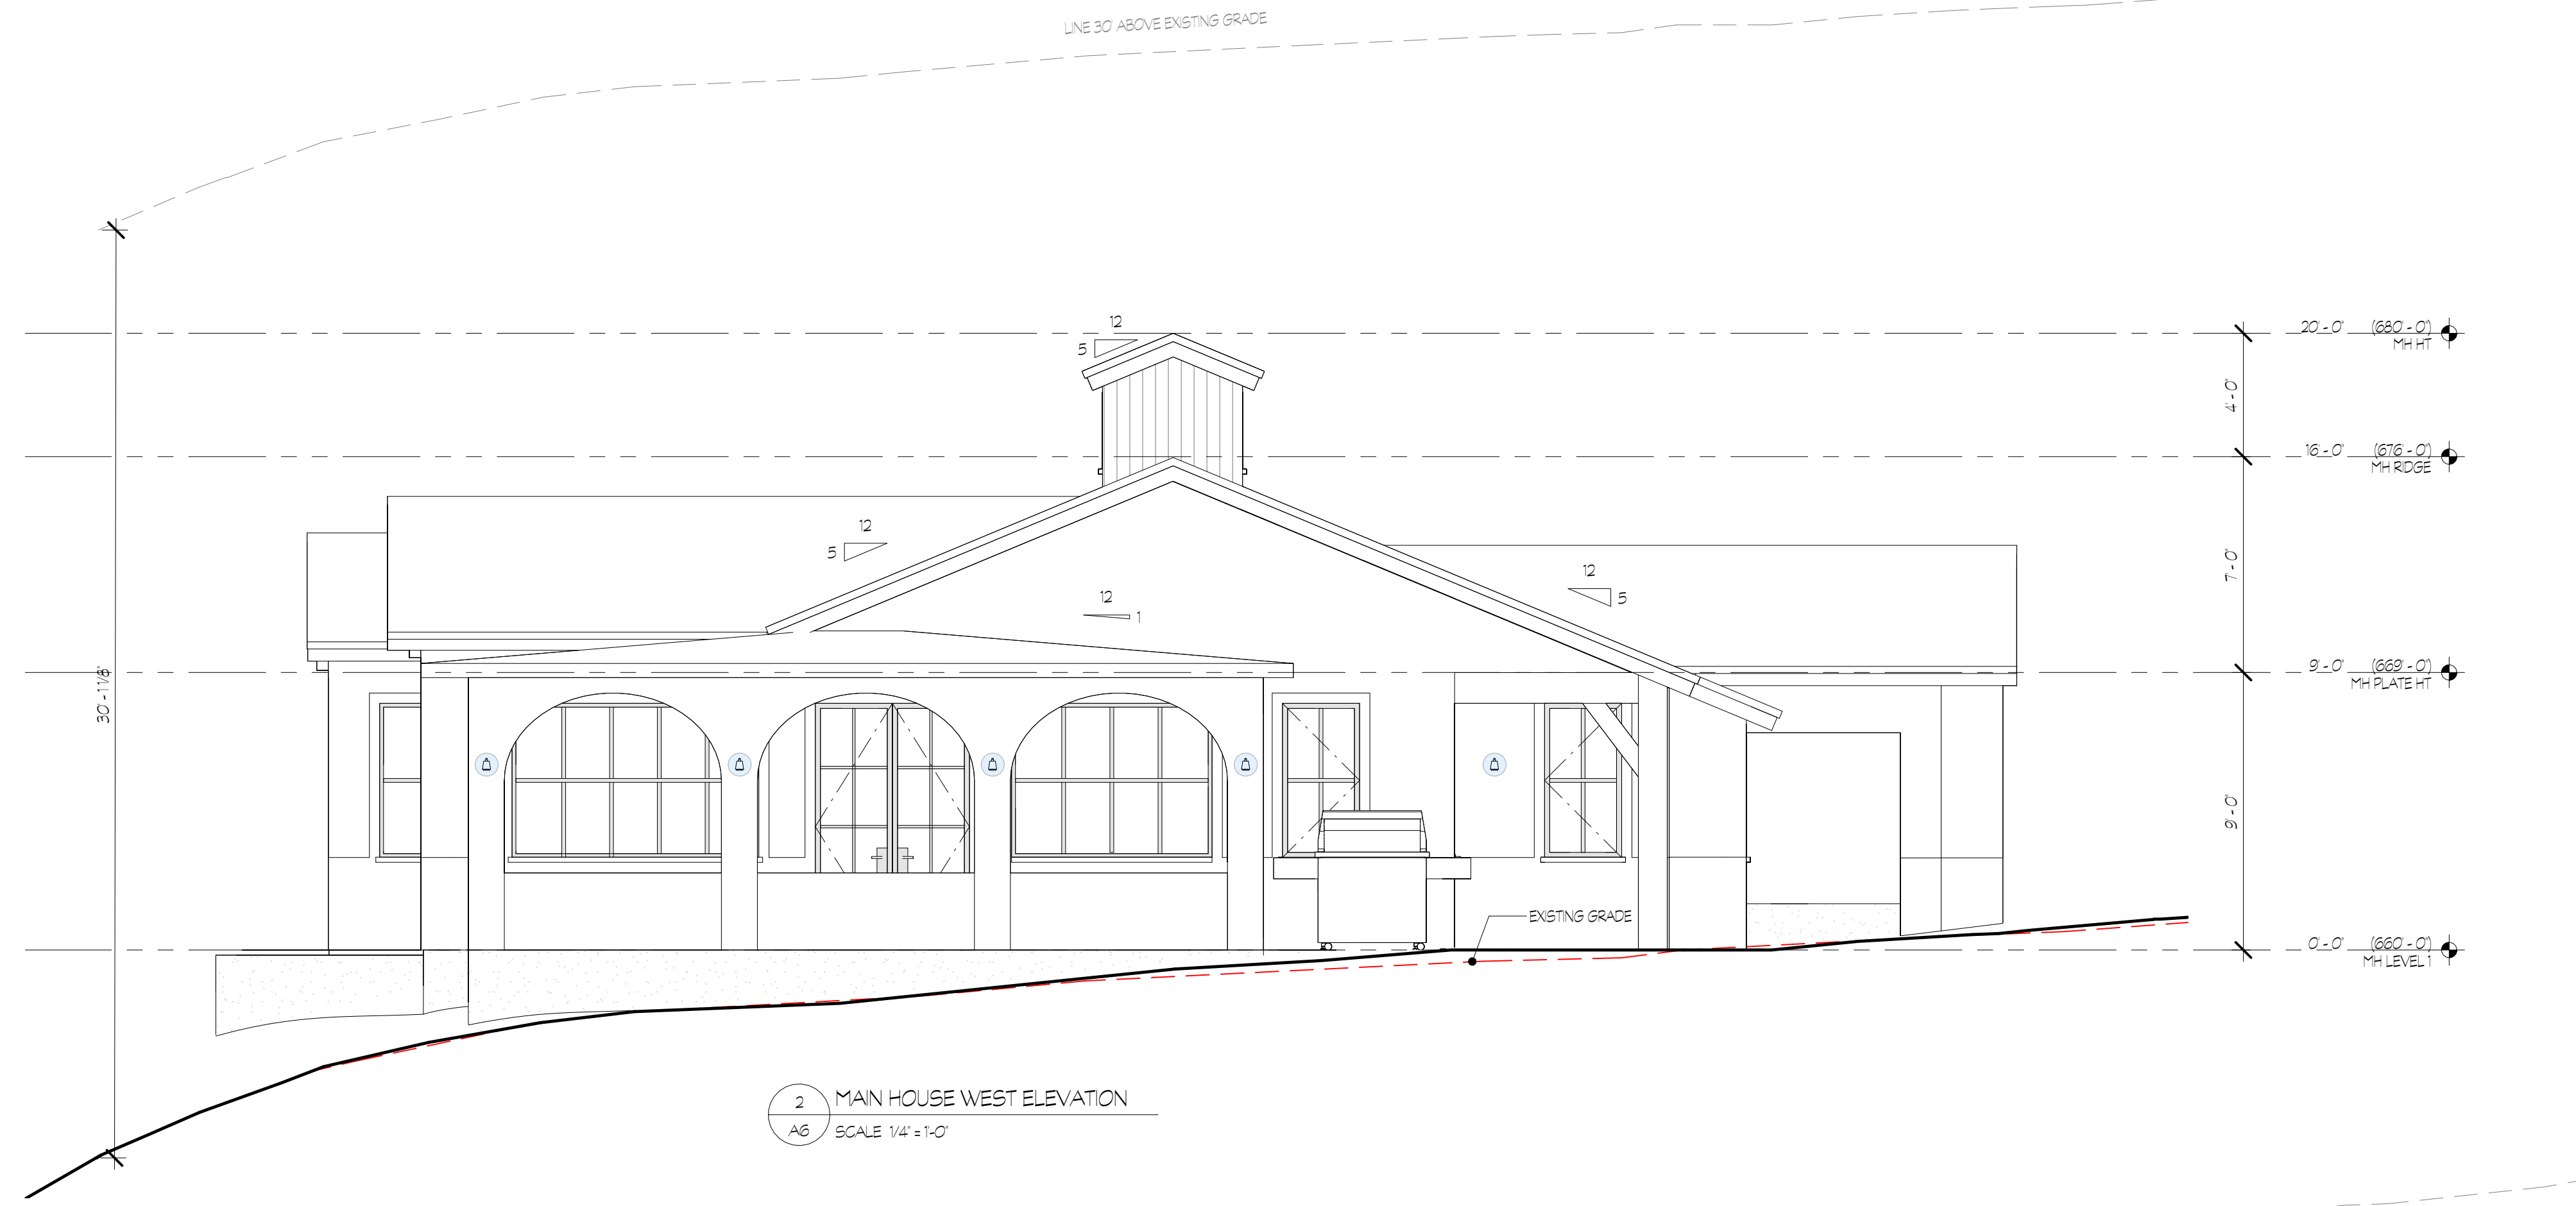 LINE 30' ABOVE EXISTING GRADE
12
5
20' - 0" (680' - 0")
MH HT
4' - 0"
16' - 0" (676' - 0")
MH RIDGE
12
5
7' - 0"
12
5
12
1
9' - 0" (669' - 0")
MH PLATE HT
30' - 1 1/8"
9' - 0"
EXISTING GRADE
0' - 0" (660' - 0")
MH LEVEL 1
2
A6
MAIN HOUSE WEST ELEVATION
SCALE 1/4" = 1'-0"